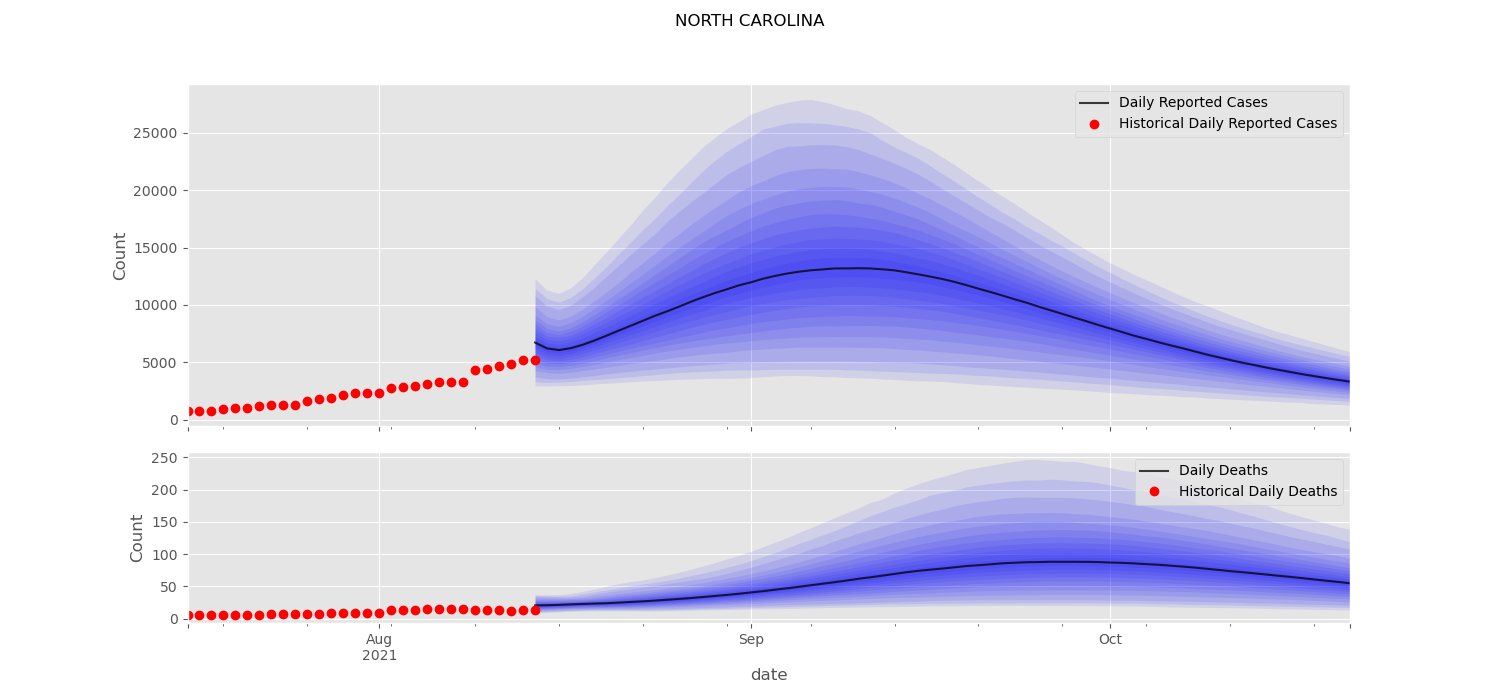 NORTH CAROLINA
Daily Reported Cases
Historical Daily Reported Cases
25000
20000
15000
10000
5000
0
Count
Daily Deaths
Historical Daily Deaths
250
200
150
100
50
0
Count
Aug
2021
Sep
Oct
date